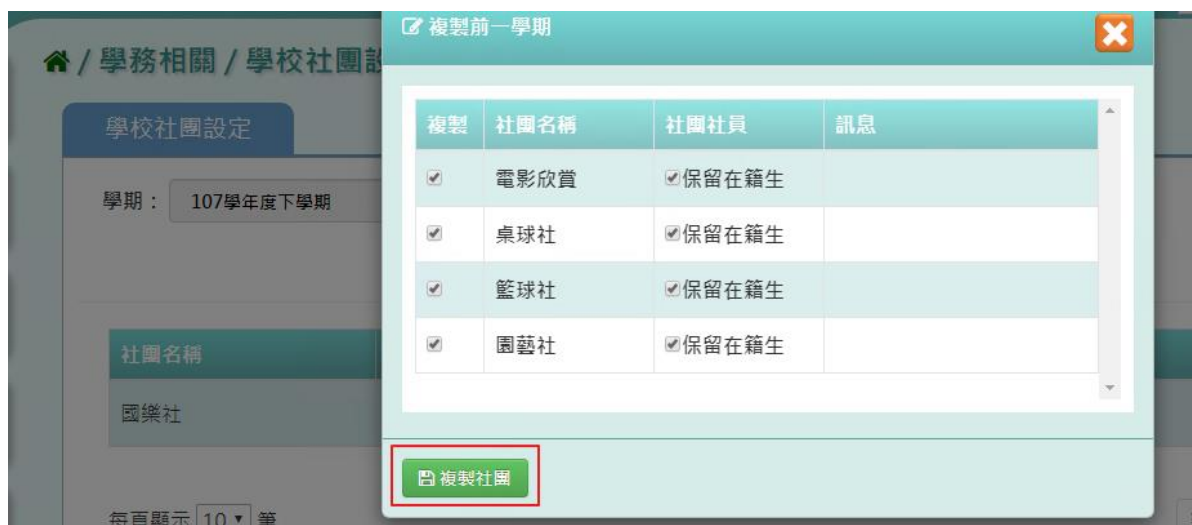 複製前一學期
/ 學務相關 / 學校社團設
學校社團設定
複製 社團名稱 社團社員 訊息
電影欣賞 保留在籍生
學期： 107學年度下學期
桌球社 保留在籍生
籃球社 保留在籍生
園藝社 保留在籍生
社團名稱
國樂社
複製社團
每頁顯示 10 筆